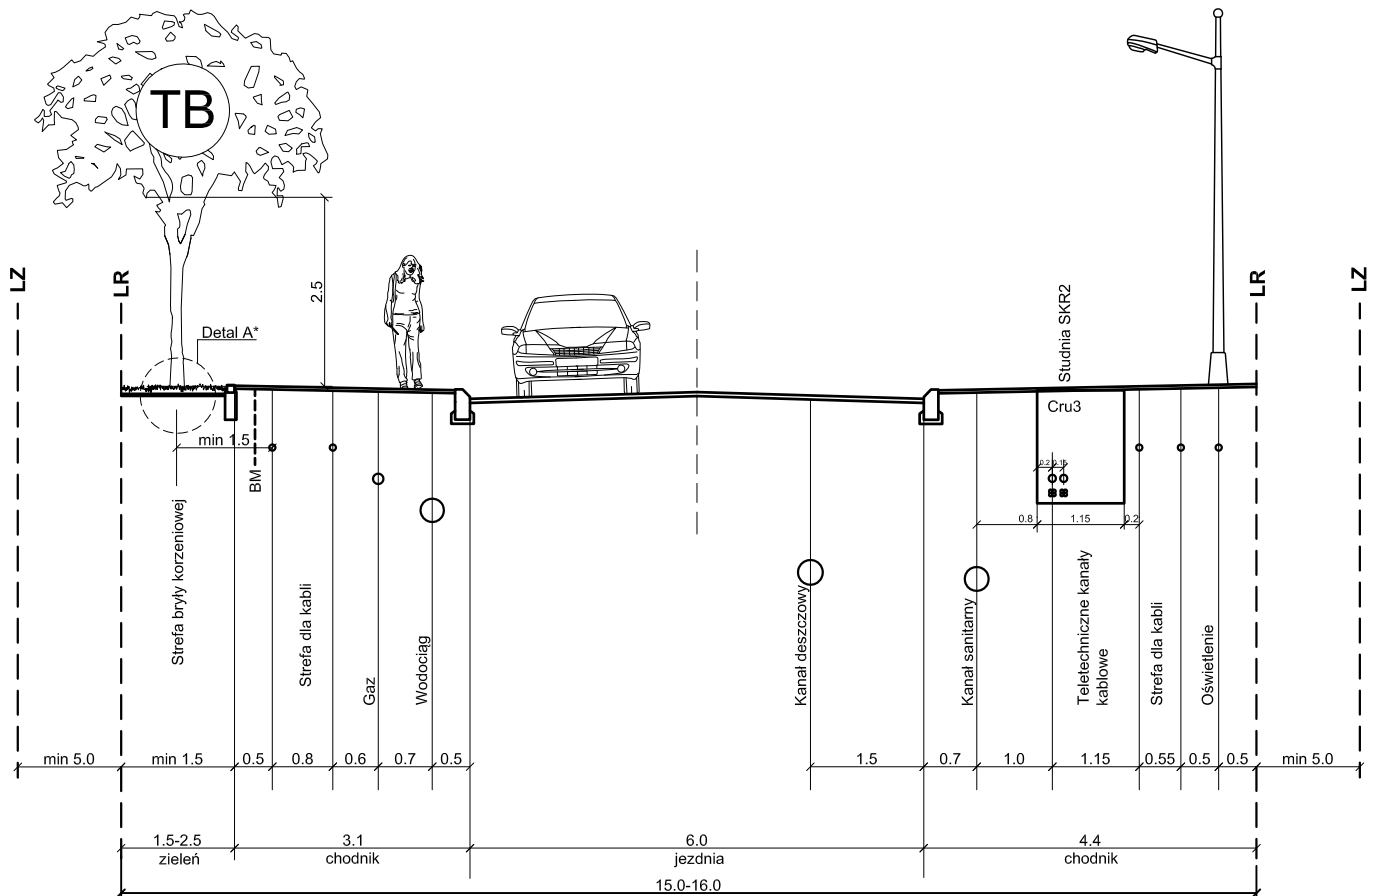 TB
LZ
LR
2.5
Detal A*
Studnia SKR2
LR
LZ
Cru3
min 1.5
BM
0.2
0.15
0.8
1.15
0.2
Strefa bryły korzeniowej
Strefa dla kabli
Gaz
Wodociąg
Kanał deszczowy
Kanał sanitarny
Teletechniczne kanały
kablowe
Strefa dla kabli
Oświetlenie
min 5.0
min 1.5
0.5
0.8
0.6
0.7
0.5
1.5
0.7
1.0
1.15
0.55
0.5
0.5
min 5.0
1.5-2.5
3.1
6.0
4.4
zieleń
chodnik
jezdnia
chodnik
15.0-16.0